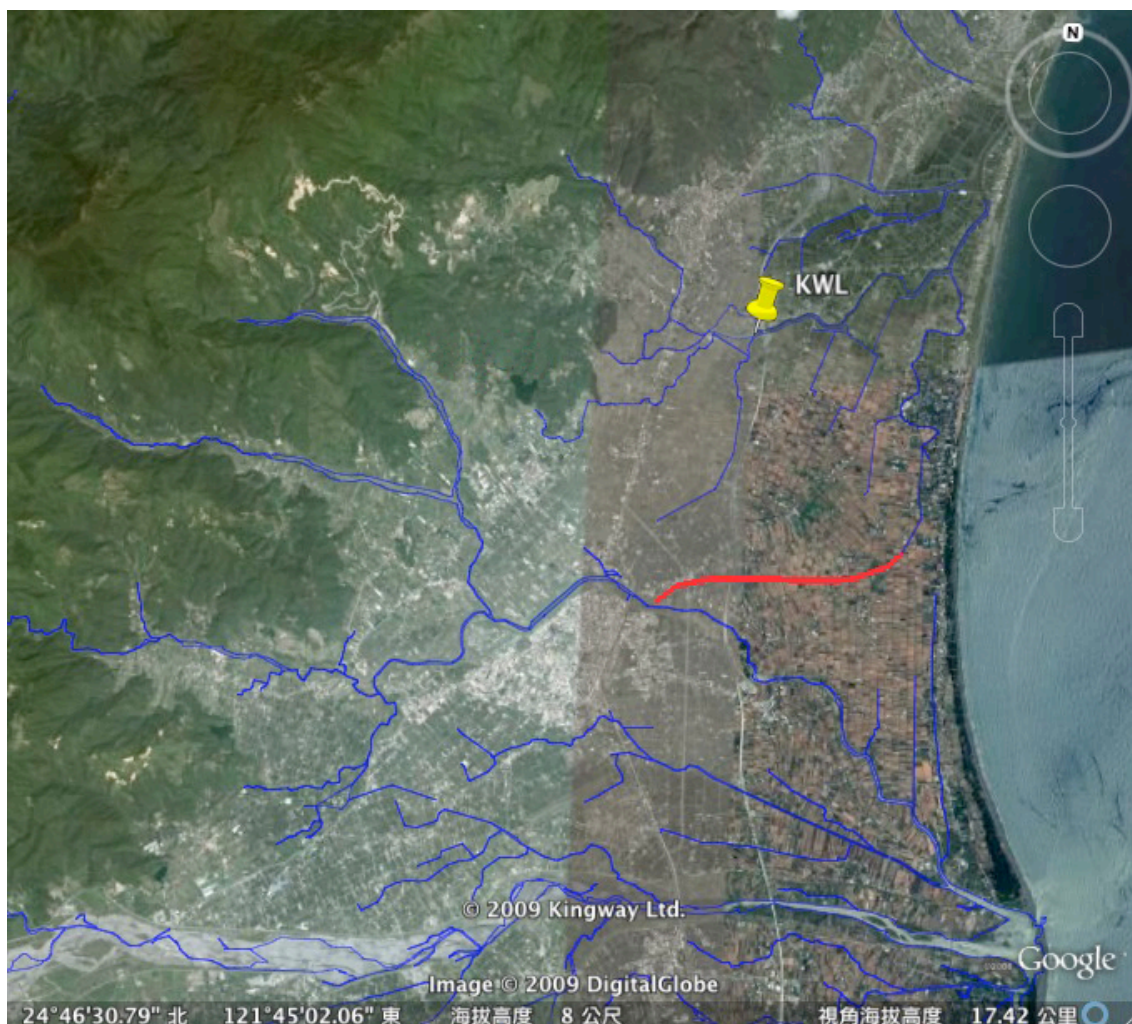 N
KWL
© 2009 Kingway Ltd.
Google
Image © 2009 DigitalGlobe
24°46'30.79" 北 121°45'02.06" 東 海拔高度 8 公尺 視角海拔高度 17.42 公里